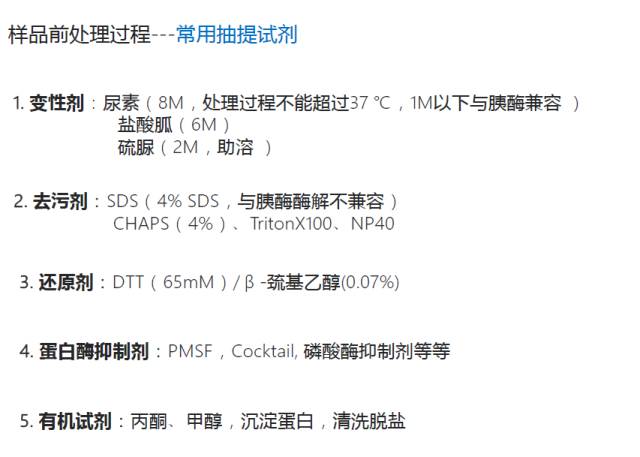 样品前处理过程---常用抽提试剂
1. 变性剂：尿素（8M，处理过程不能超过37 ℃，1M以下与胰酶兼容 ）
盐酸胍（6M）
硫脲（2M，助溶 ）
2. 去污剂：SDS（4% SDS，与胰酶酶解不兼容）
CHAPS（4%）、TritonX100、NP40
3. 还原剂：DTT（65mM）/ β -巯基乙醇(0.07%)
4. 蛋白酶抑制剂：PMSF，Cocktail, 磷酸酶抑制剂等等
5. 有机试剂：丙酮、甲醇，沉淀蛋白，清洗脱盐